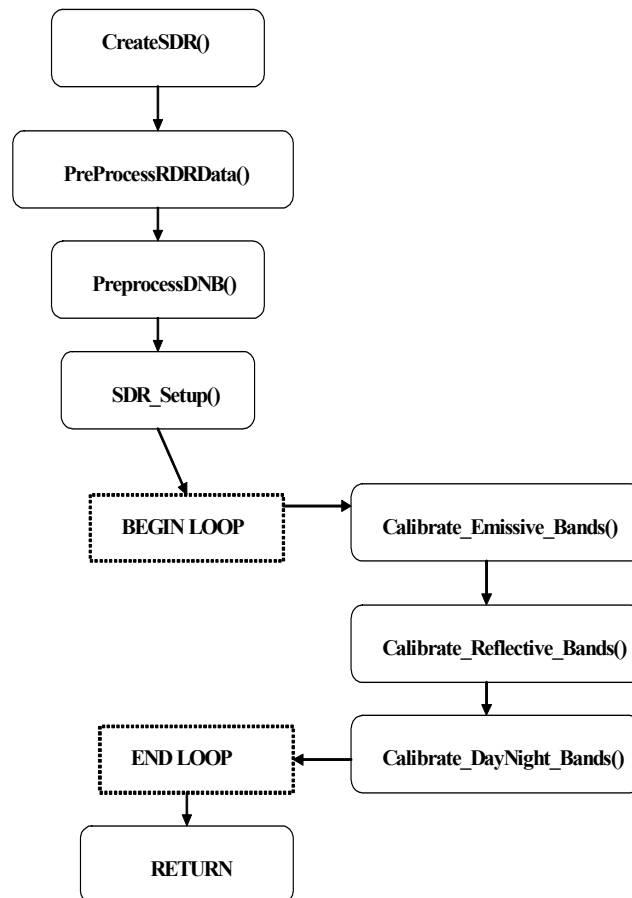 CreateSDR()
PreProcessRDRData()
PreprocessDNB()
SDR_Setup()
BEGIN LOOP
Calibrate_Emissive_Bands()
Calibrate_Reflective_Bands()
Calibrate_DayNight_Bands()
END LOOP
RETURN